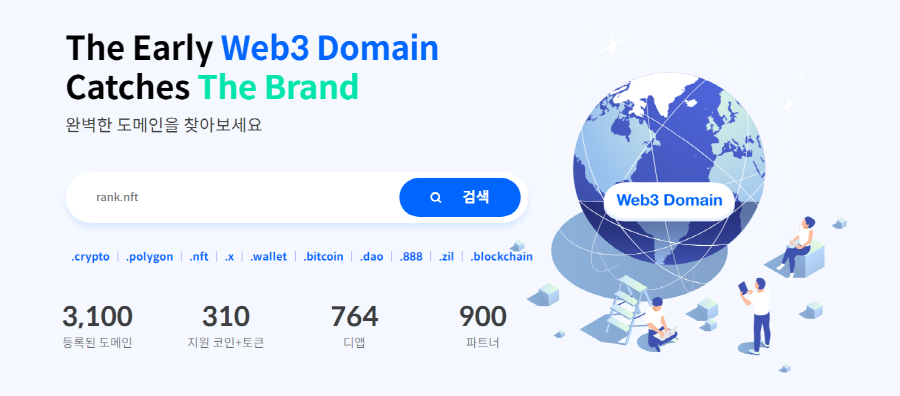 The Early Web3 Domain
Catches The Brand
완벽한 도메인을 찾아보세요
rank.nft
검색
Web3 Domain
.crypto | .polygon | .nft | .x | .wallet | .bitcoin | .dao | .888 | .zil | .blockchain
3,100 310 764 900
등록된 도메인 지원 코인+토큰 디앱 파트너